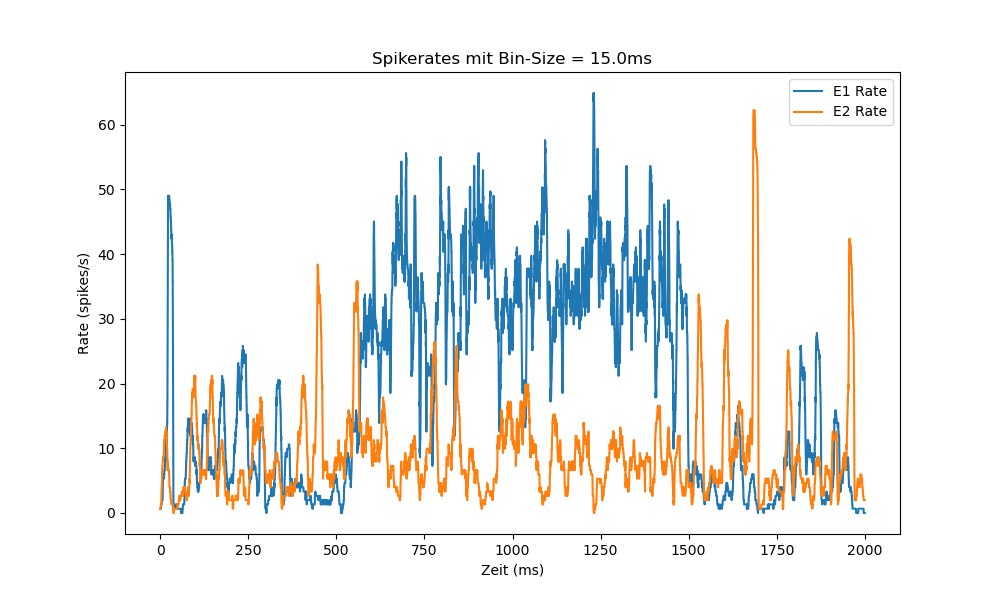 Spikerates mit Bin-Size = 15.0ms
E1 Rate
E2 Rate
Rate (spikes/s)
60
50
40
30
20
10
0
0 250 500 750 1000 1250 1500 1750 2000
Zeit (ms)